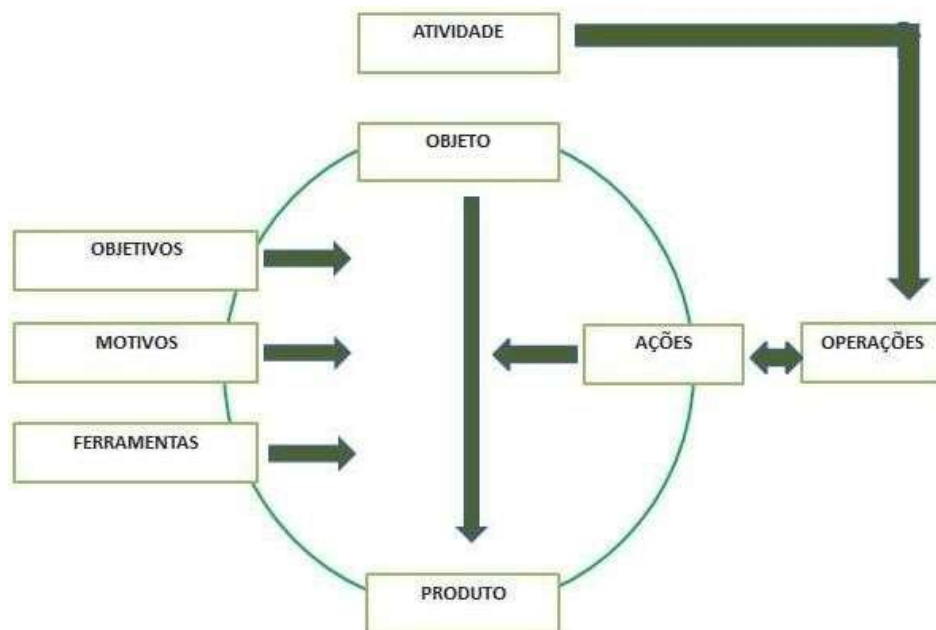 ATIVIDADE
OBJETO
OBJETIVOS
MOTIVOS
AÇÕES
OPERAÇÕES
FERRAMENTAS
PRODUTO